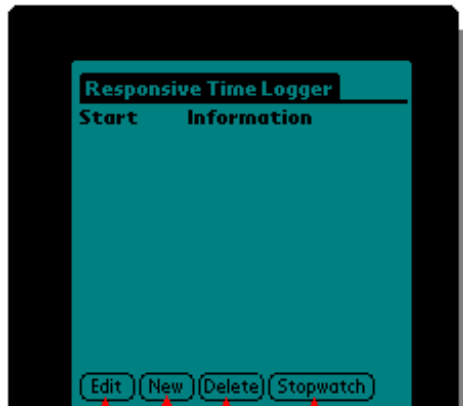 Responsive Time Logger
Start Information
Edit New Delete Stopwatch